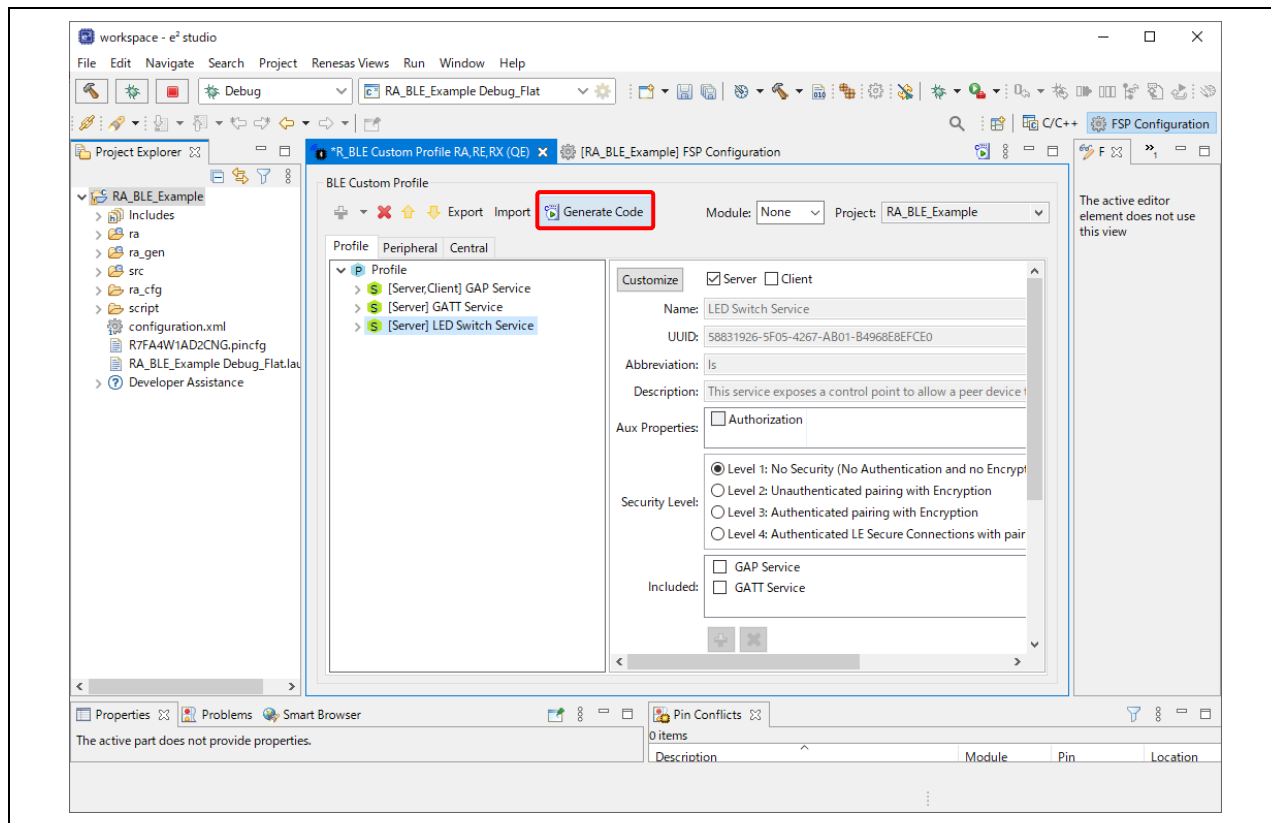 workspace - e² studio
File Edit Navigate Search Project Renesas Views Run Window Help
Debug RA_BLE_Example Debug_Flat
C/C++ FSP Configuration
Project Explorer
*R_BLE Custom Profile RA,RE,RX (QE) [RA_BLE_Example] FSP Configuration
F
1
RA_BLE_Example
Includes
ra
ra_gen
src
ra_cfg
script
configuration.xml
R7FA4W1AD2CNG.pincfg
RA_BLE_Example Debug_Flat.lau
Developer Assistance
BLE Custom Profile
Export Import Generate Code Module: None Project: RA_BLE_Example
Profile Peripheral Central
Profile
[Server,Client] GAP Service
[Server] GATT Service
[Server] LED Switch Service
Customize Server Client
Name: LED Switch Service
UUID: 58831926-5F05-4267-AB01-B4968E8EFCE0
Abbreviation: ls
Description: This service exposes a control point to allow a peer device t
Aux Properties: Authorization
Security Level:
Level 1: No Security (No Authentication and no Encrypt
Level 2: Unauthenticated pairing with Encryption
Level 3: Authenticated pairing with Encryption
Level 4: Authenticated LE Secure Connections with pair
Included:
GAP Service
GATT Service
The active editor
element does not use
this view
Properties Problems Smart Browser
The active part does not provide properties.
Pin Conflicts
0 items
Description Module Pin Location